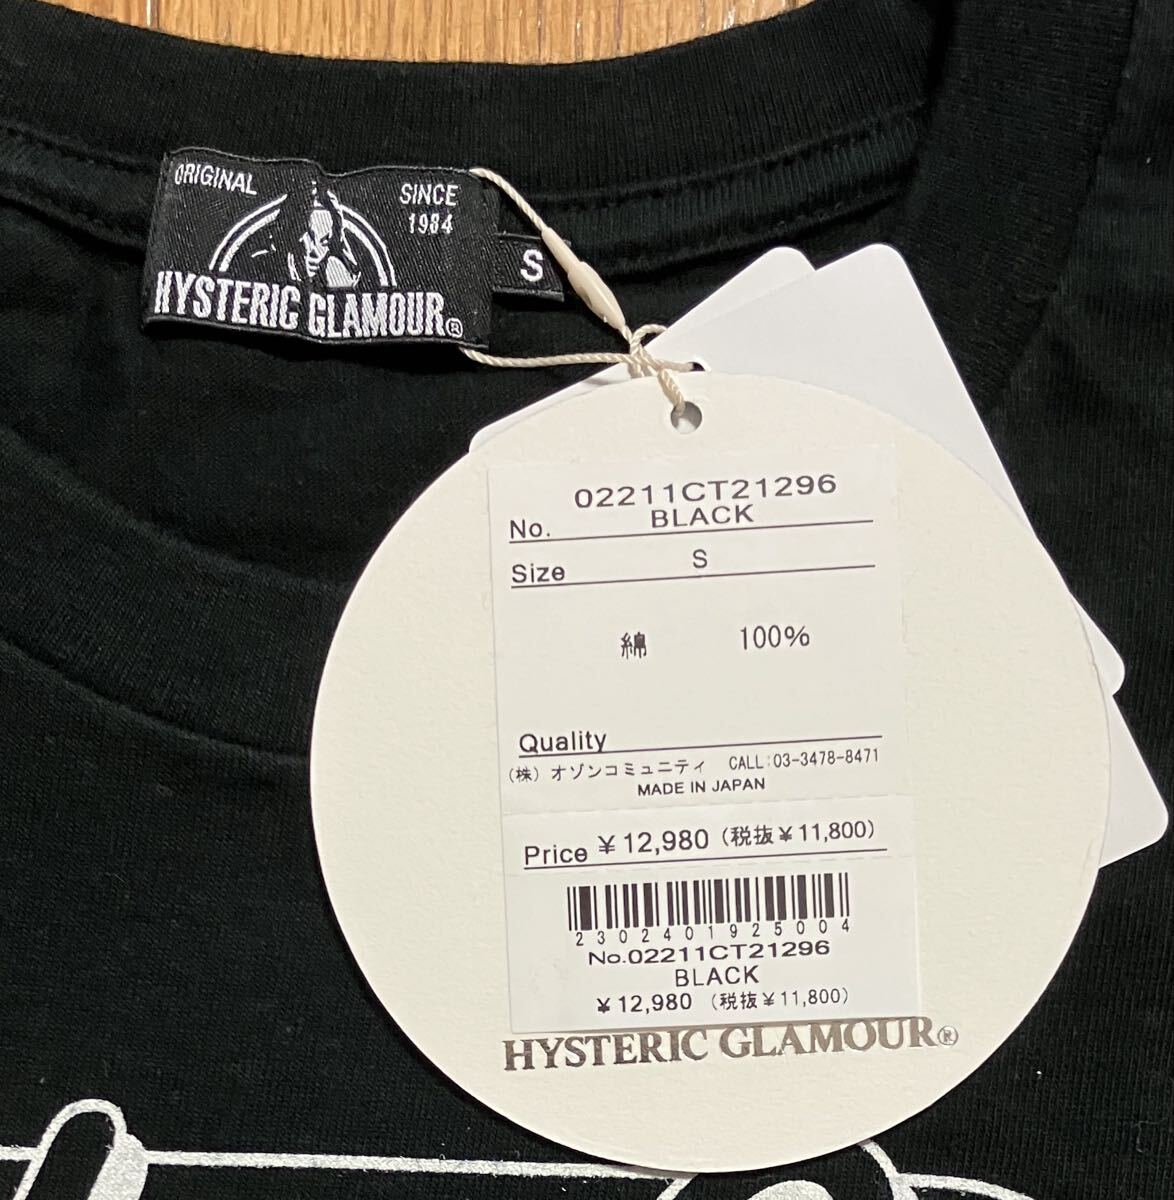 ORIGINAL
SINCE
1984
HYSTERIC GLAMOUR®
S
02211CT21296
No. BLACK
Size S
綿 100%
Quality
(株) オゾンコミュニティ CALL:03-3478-8471
MADE IN JAPAN
Price ¥12,980 (税抜¥11,800)
2302401925004
No.02211CT21296
BLACK
¥12,980 (税抜¥11,800)
HYSTERIC GLAMOUR®